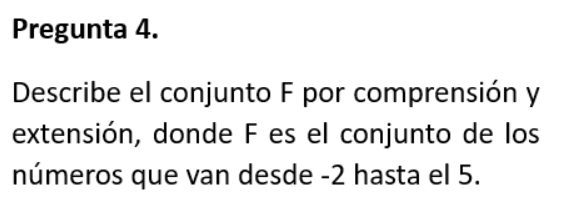 Pregunta 4.
Describe el conjunto F por comprensión y
extensión, donde F es el conjunto de los
números que van desde -2 hasta el 5.